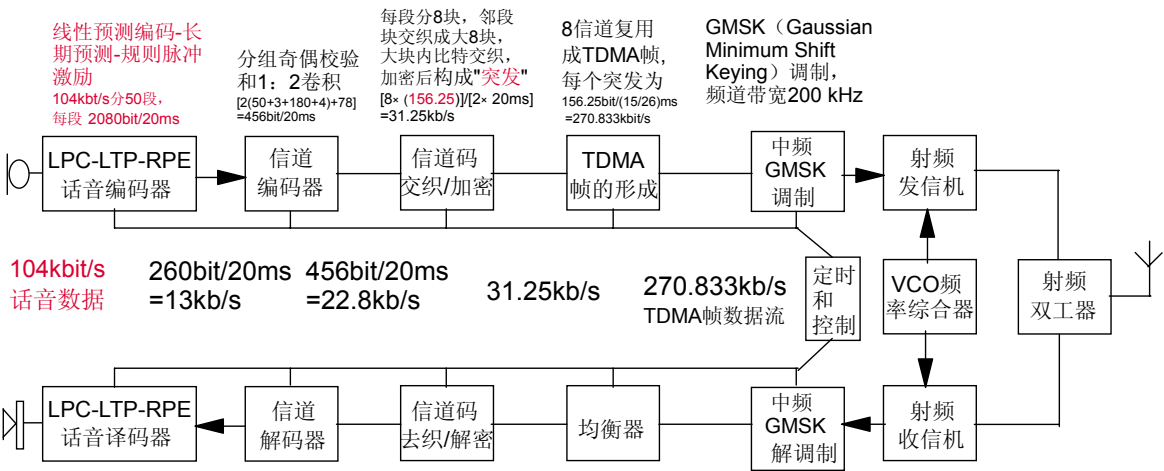 线性预测编码-长
期预测-规则脉冲
激励
104kbt/s分50段，
每段 2080bit/20ms
分组奇偶校验
和1：2卷积
[2(50+3+180+4)+78]
=456bit/20ms
每段分8块，邻段
块交织成大8块，
大块内比特交织，
加密后构成"突发"
[8×（156.25)]/[2× 20ms]
=31.25kb/s
8信道复用
成TDMA帧,
每个突发为
156.25bit/(15/26)ms
=270.833kbit/s
GMSK（Gaussian
Minimum Shift
Keying）调制，
频道带宽200 kHz
LPC-LTP-RPE
话音编码器
信道
编码器
信道码
交织/加密
TDMA
帧的形成
中频
GMSK
调制
射频
发信机
104kbit/s
话音数据
260bit/20ms
=13kb/s
456bit/20ms
=22.8kb/s
31.25kb/s
270.833kb/s
TDMA帧数据流
定时
和
控制
VCO频
率综合器
射频
双工器
LPC-LTP-RPE
话音译码器
信道
解码器
信道码
去织/解密
均衡器
中频
GMSK
解调制
射频
收信机